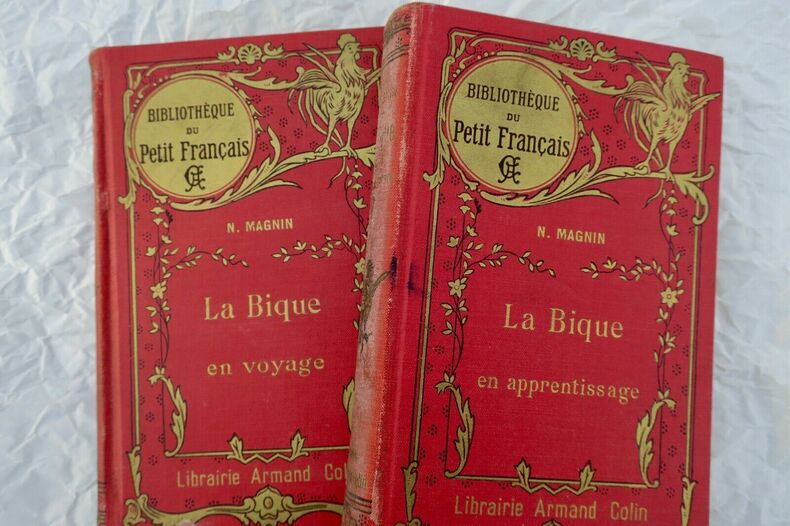 BIBLIOTHÈQUE
DU
Petit Français
N. MAGNIN
La Bique
en voyage
Librairie Armand Col
BIBLIOTHÈQUE
DU
Petit Français
N. MAGNIN
La Bique
en apprentissage
Librairie Armand Colin